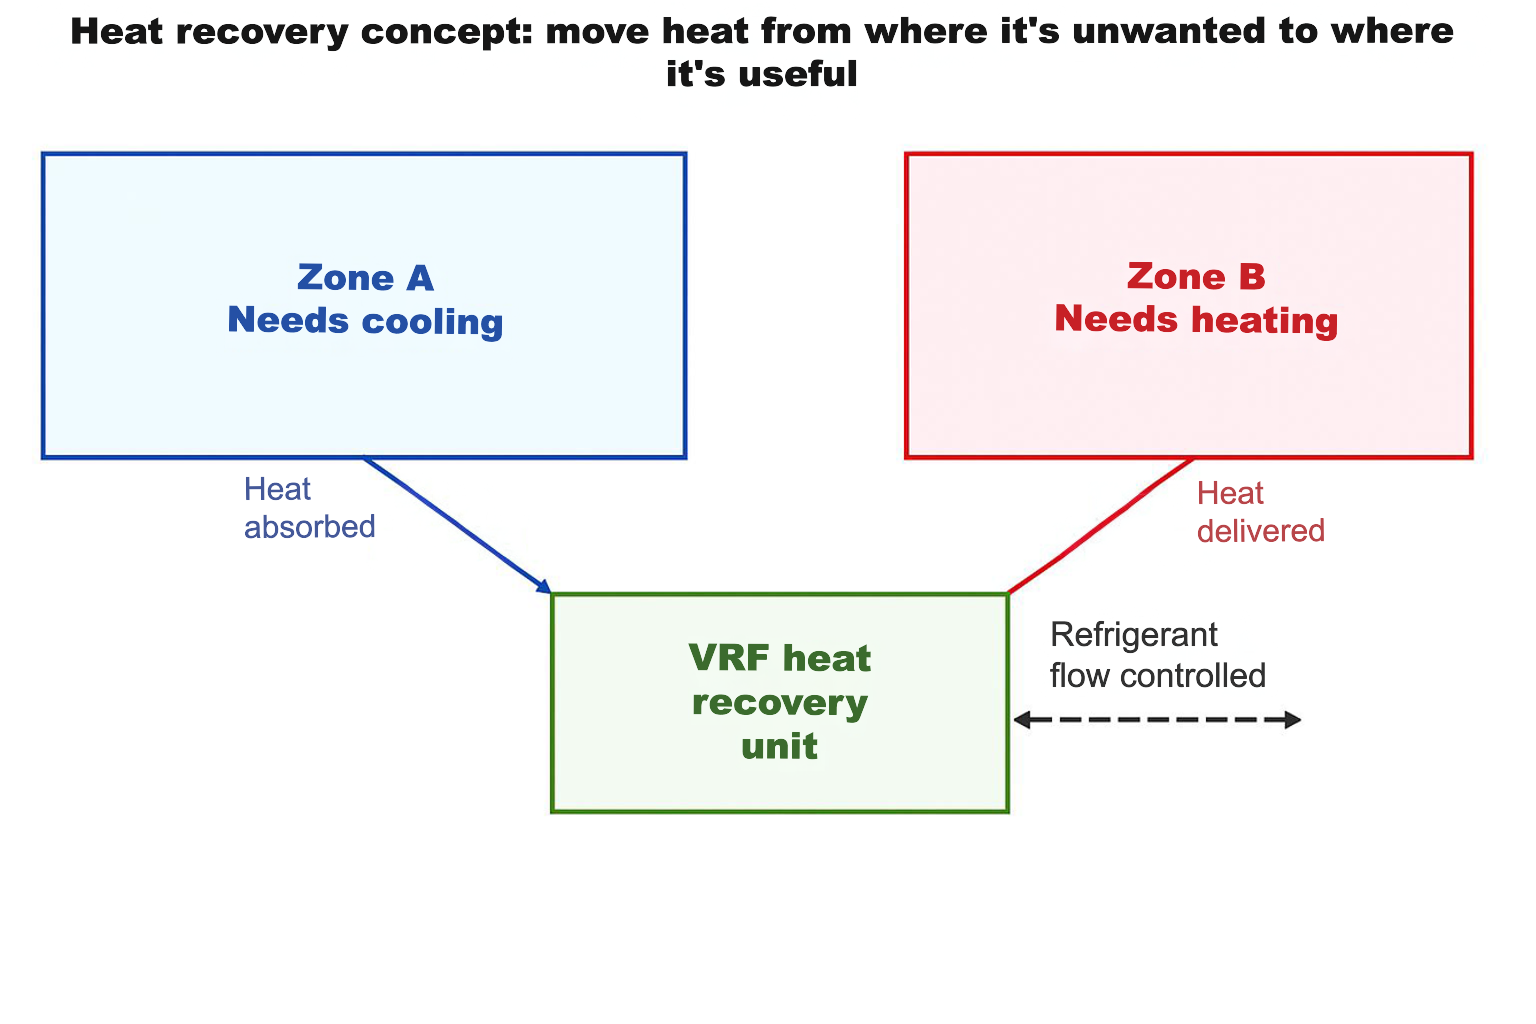 Heat recovery concept: move heat from where it's unwanted to where
it's useful
Zone A
Needs cooling
Zone B
Needs heating
Heat
absorbed
Heat
delivered
Refrigerant
flow controlled
VRF heat
recovery
unit